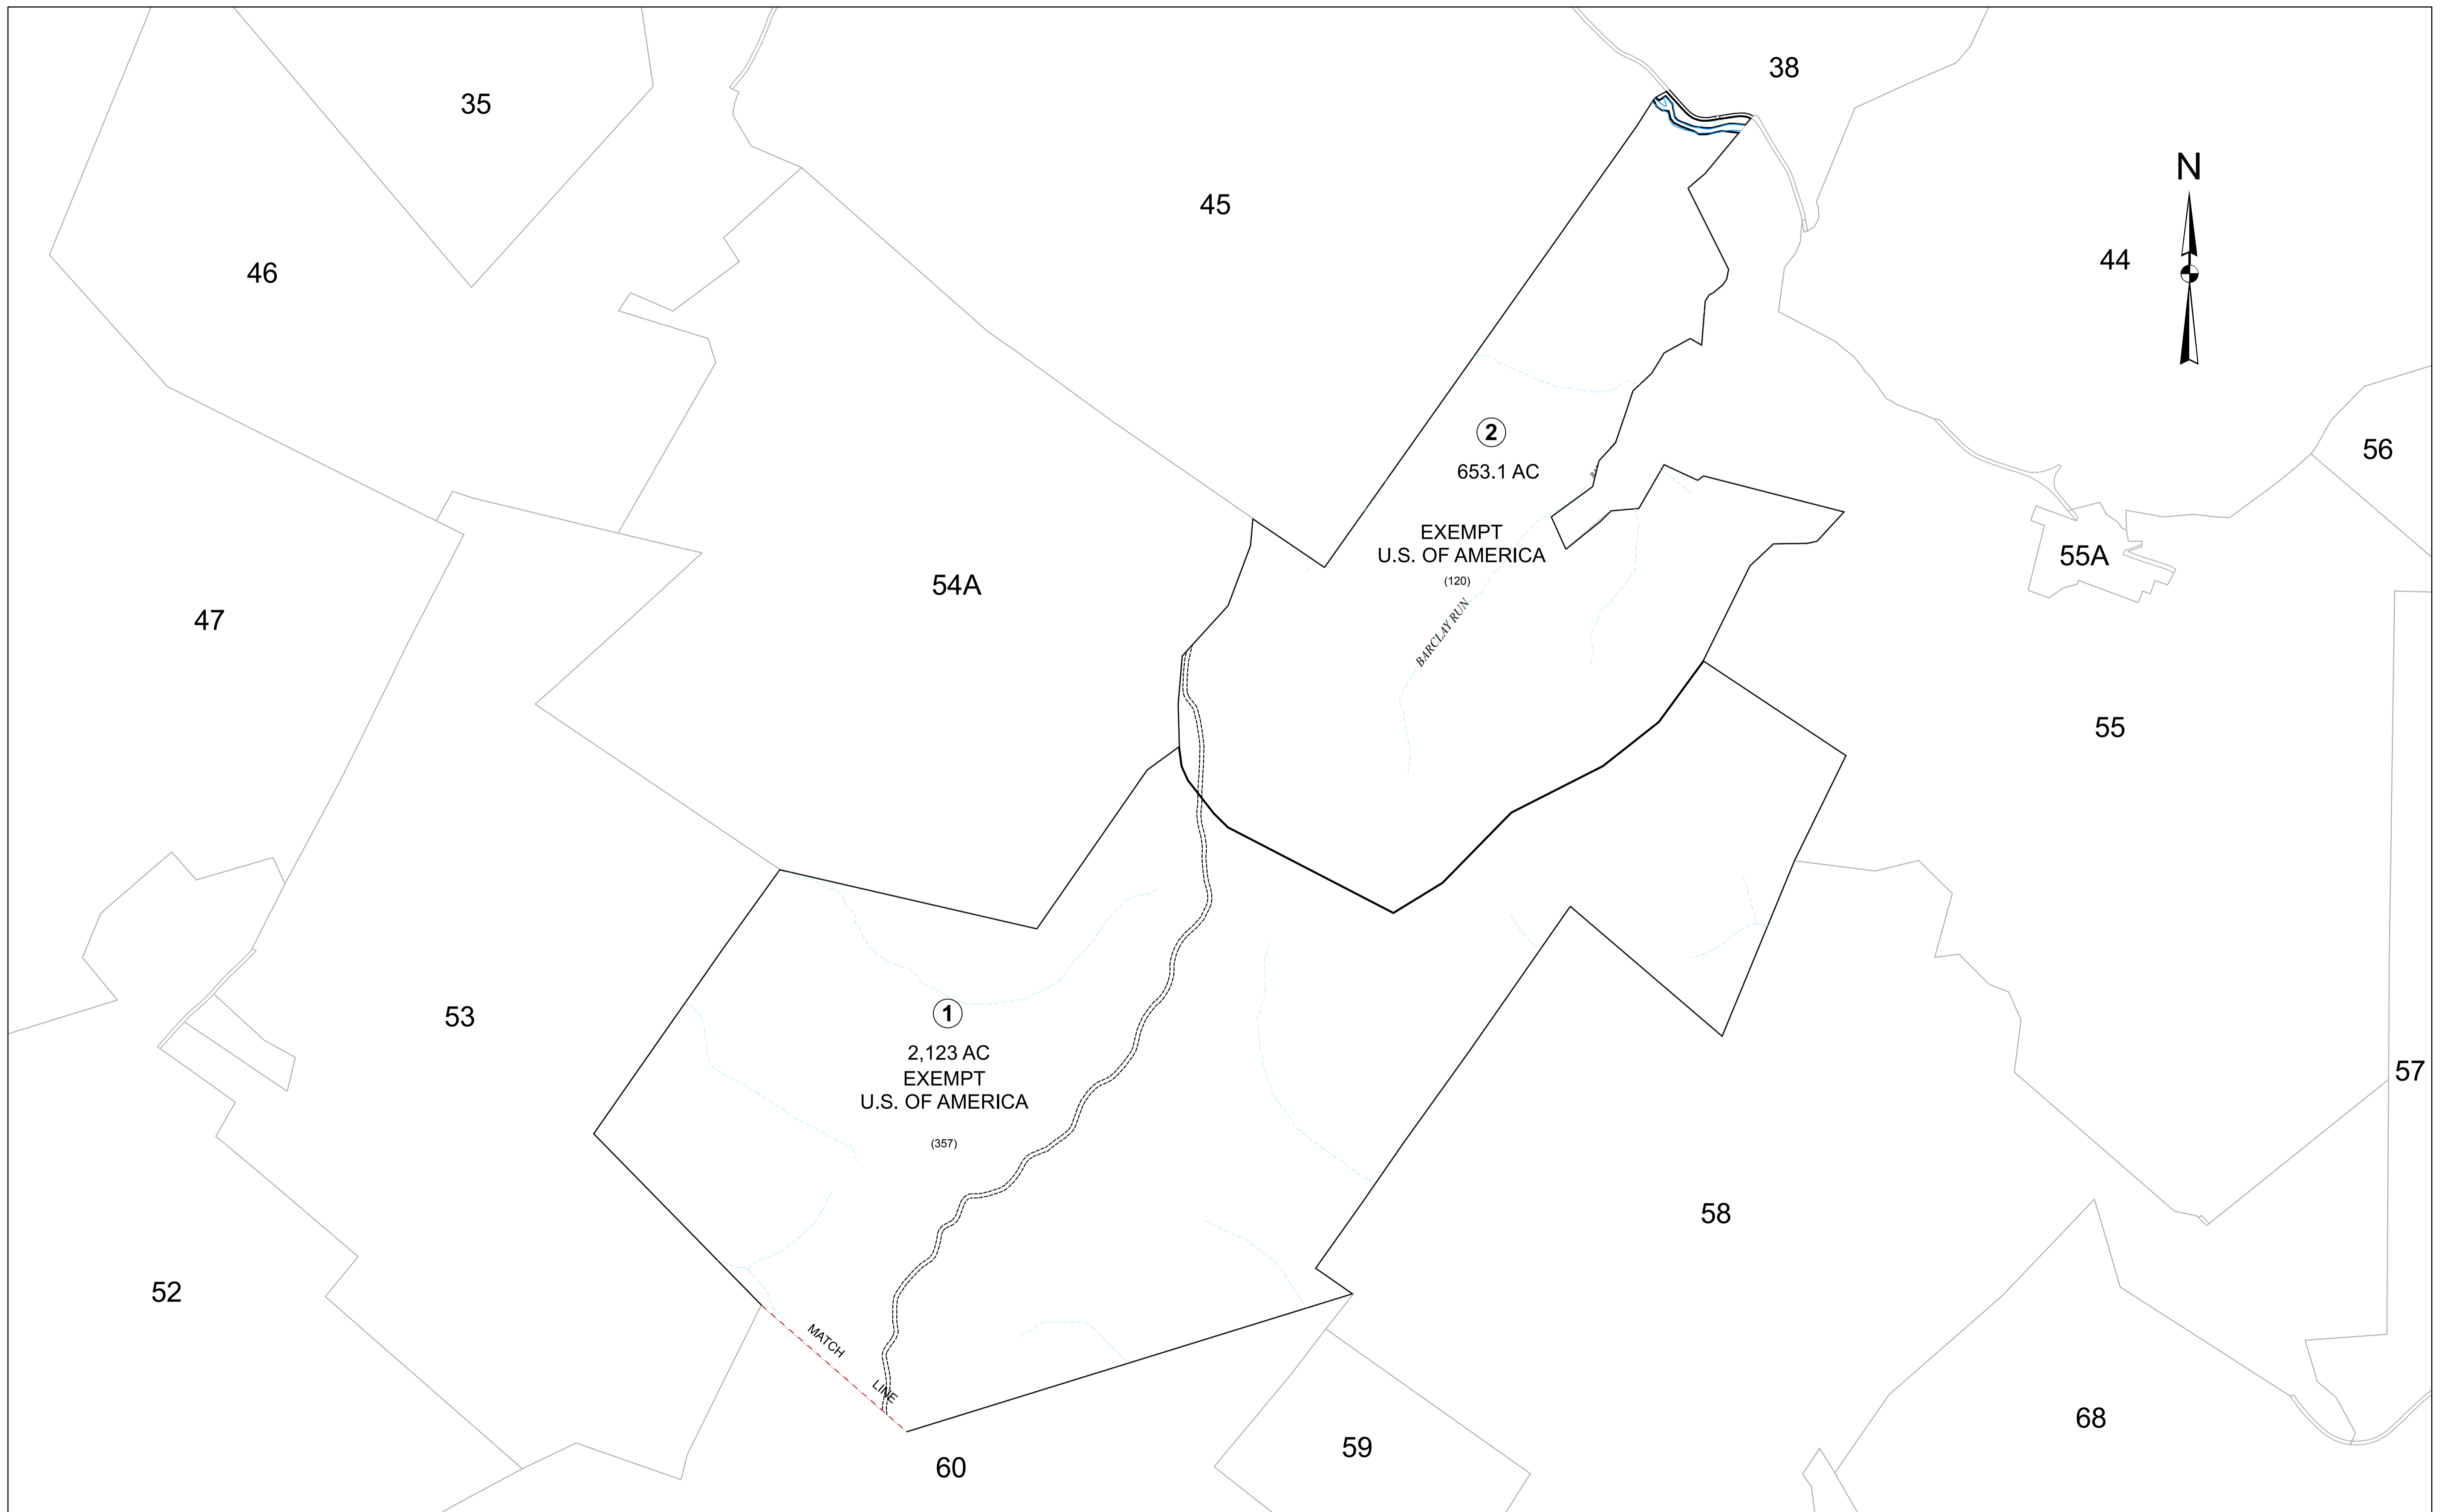 35
38
45
N
46
44
2
56
653.1 AC
EXEMPT
U.S. OF AMERICA
(120)
55A
54A
47
BARCLAY RUN
55
1
53
2,123 AC
EXEMPT
U.S. OF AMERICA
(357)
57
58
52
MATCH
LINE
68
59
60